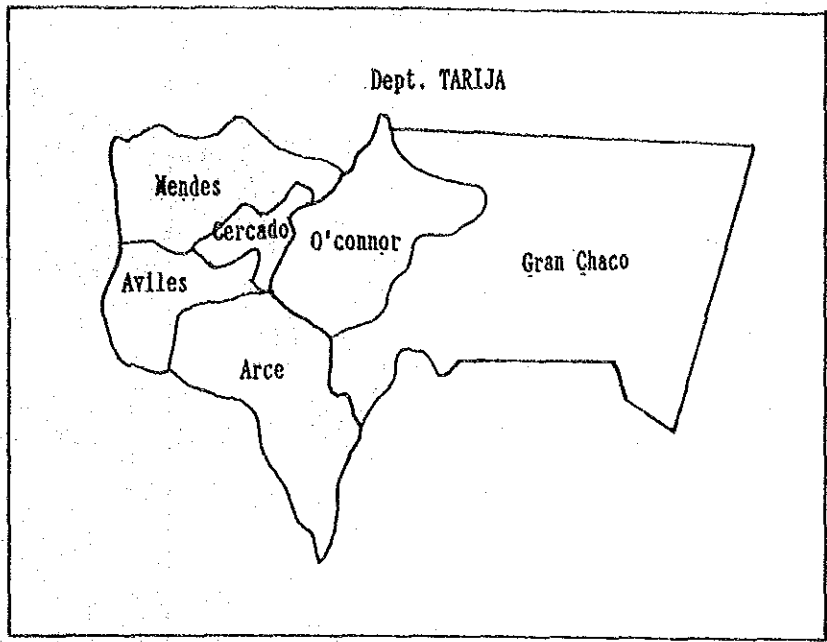 Dept. TARIJA
Mendes
Cercado
O'connor
Gran Chaco
Aviles
Arce